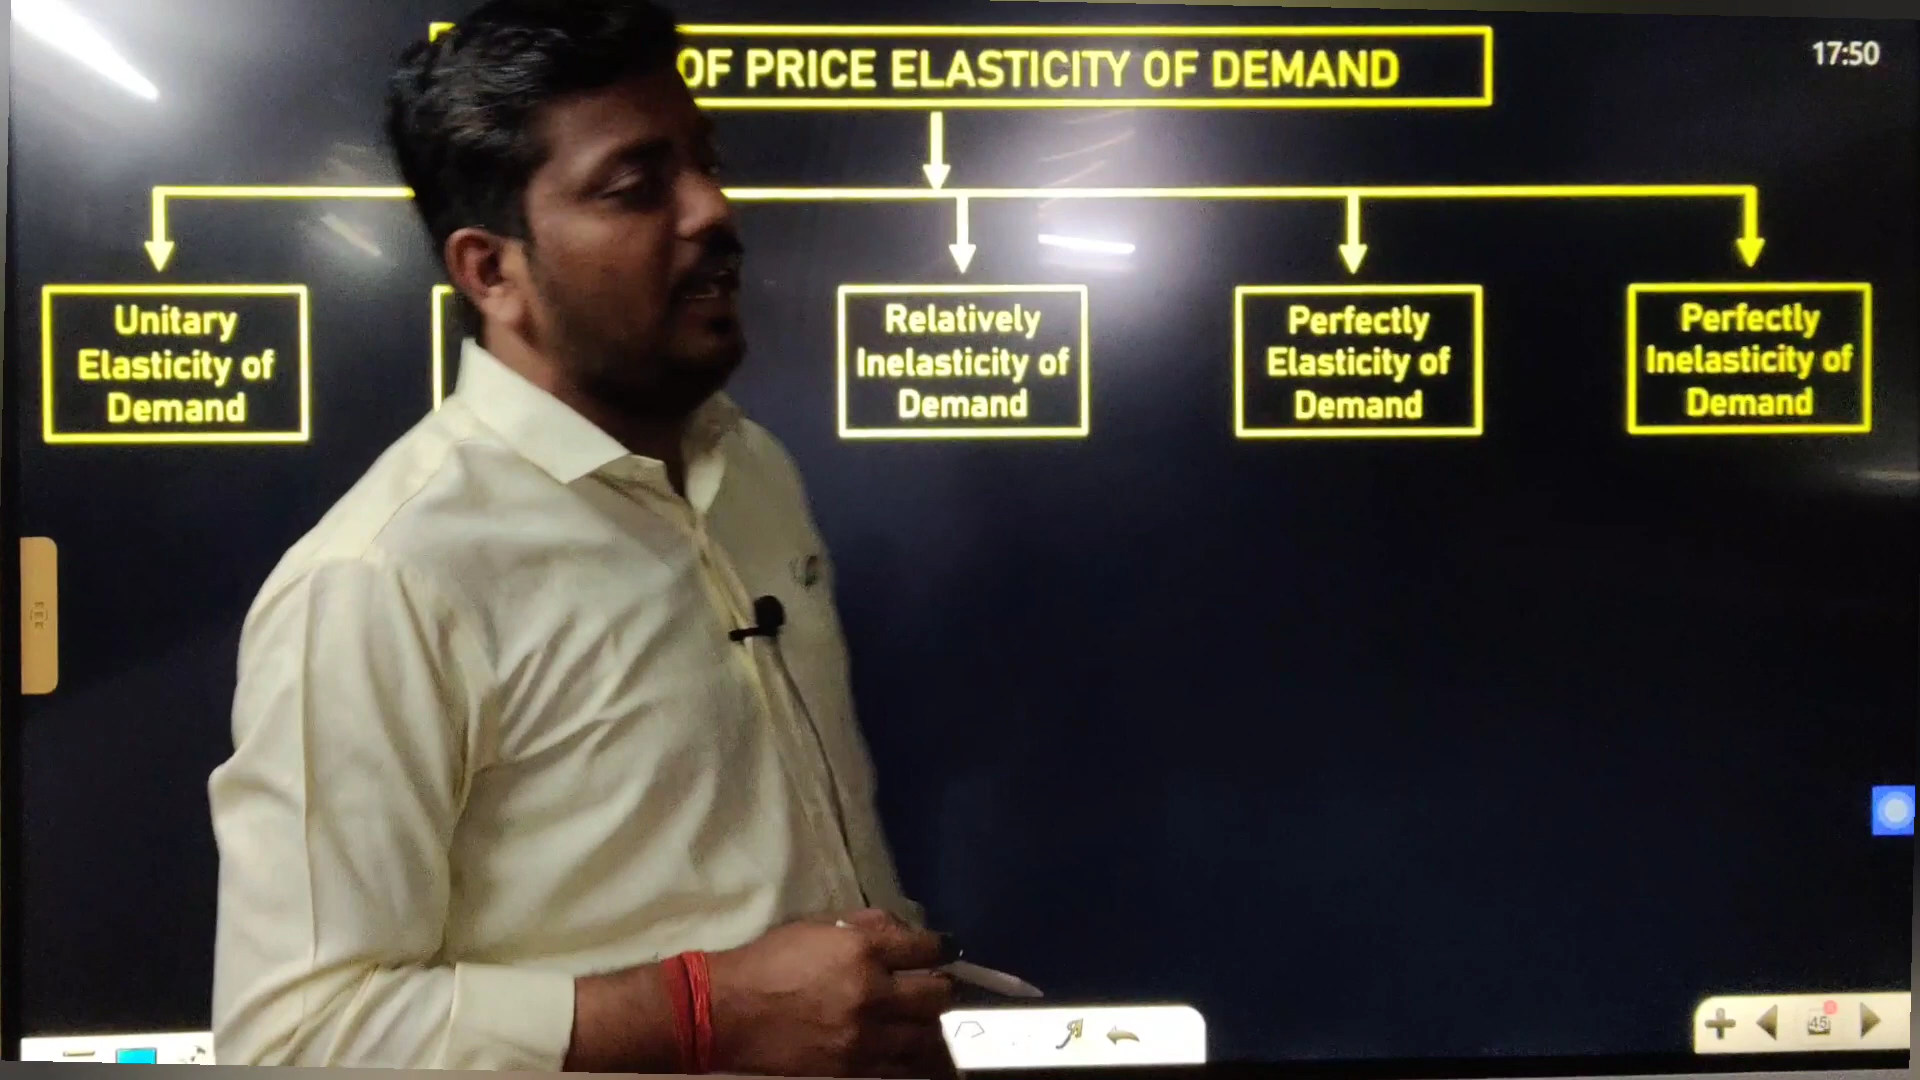 OF PRICE ELASTICITY OF DEMAND
17:50
Unitary
Elasticity of
Demand
Relatively
Inelasticity of
Demand
Perfectly
Elasticity of
Demand
Perfectly
Inelasticity of
Demand
45